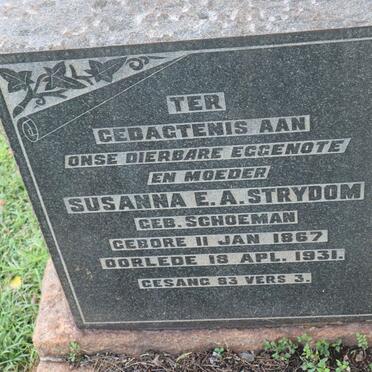 TER
GEDAGTENIS AAN
ONSE DIERBARE EGGENOTE
EN MOEDER
SUSANNA E.A. STRYDOM
GEB. SCHOEMAN
GEBORE 11 JAN 1867
OORLEDE 18 APL. 1931.
GESANG 93 VERS 3.